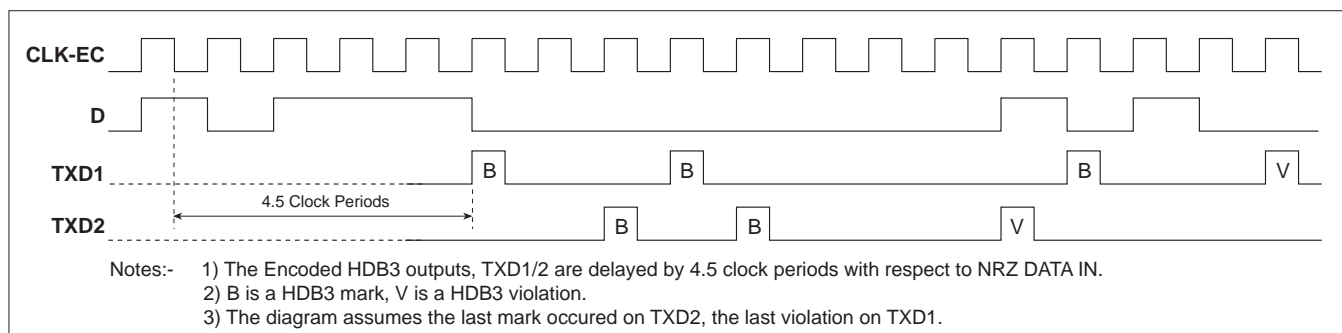 CLK-EC
D
TXD1 B B B V
4.5 Clock Periods
TXD2 B B V
Notes:- 1) The Encoded HDB3 outputs, TXD1/2 are delayed by 4.5 clock periods with respect to NRZ DATA IN.
2) B is a HDB3 mark, V is a HDB3 violation.
3) The diagram assumes the last mark occured on TXD2, the last violation on TXD1.